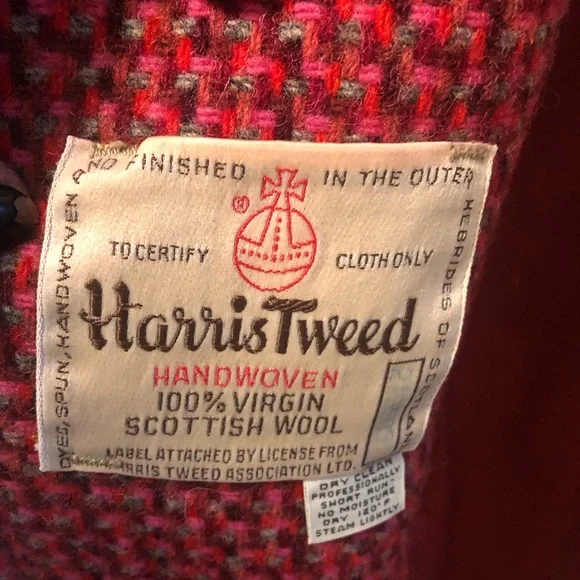 DYED, SPUN, HANDWOVEN AND FINISHED IN THE OUTER HEBRIDES OF SCOTLAND
®
TO CERTIFY CLOTH ONLY
Harris Tweed
HANDWOVEN
100% VIRGIN
SCOTTISH WOOL
LABEL ATTACHED BY LICENSE FROM
HARRIS TWEED ASSOCIATION LTD.
DRY CLEAN
PROFESSIONALLY
SHORT RUN
NO MOISTURE
DRY 120°F
STEAM LIGHTLY